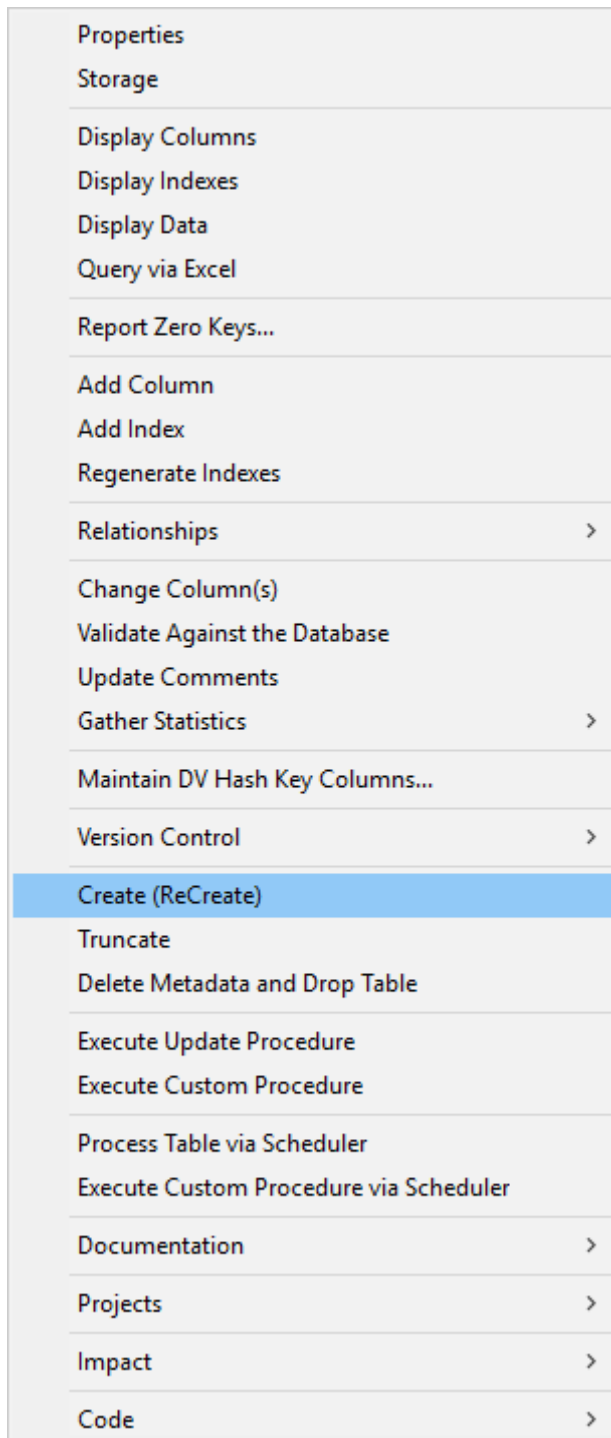 Properties
Storage
Display Columns
Display Indexes
Display Data
Query via Excel
Report Zero Keys...
Add Column
Add Index
Regenerate Indexes
Relationships
Change Column(s)
Validate Against the Database
Update Comments
Gather Statistics
Maintain DV Hash Key Columns...
Version Control
Create (ReCreate)
Truncate
Delete Metadata and Drop Table
Execute Update Procedure
Execute Custom Procedure
Process Table via Scheduler
Execute Custom Procedure via Scheduler
Documentation
Projects
Impact
Code